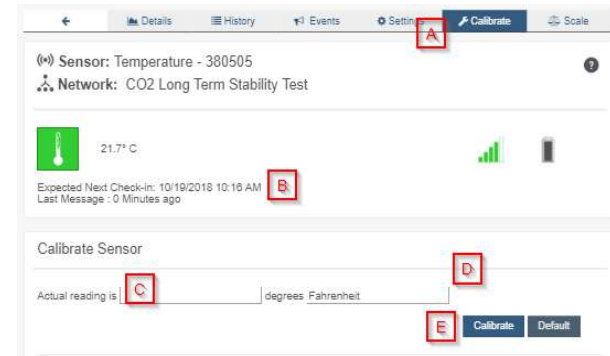 Details History Events Settings Calibrate Scale
A
Sensor: Temperature - 380505
Network: CO2 Long Term Stability Test
21.7° C
Expected Next Check-in: 10/19/2018 10:16 AM
B
Last Message : 0 Minutes ago
Calibrate Sensor
D
Actual reading is C degrees Fahrenheit
E Calibrate Default